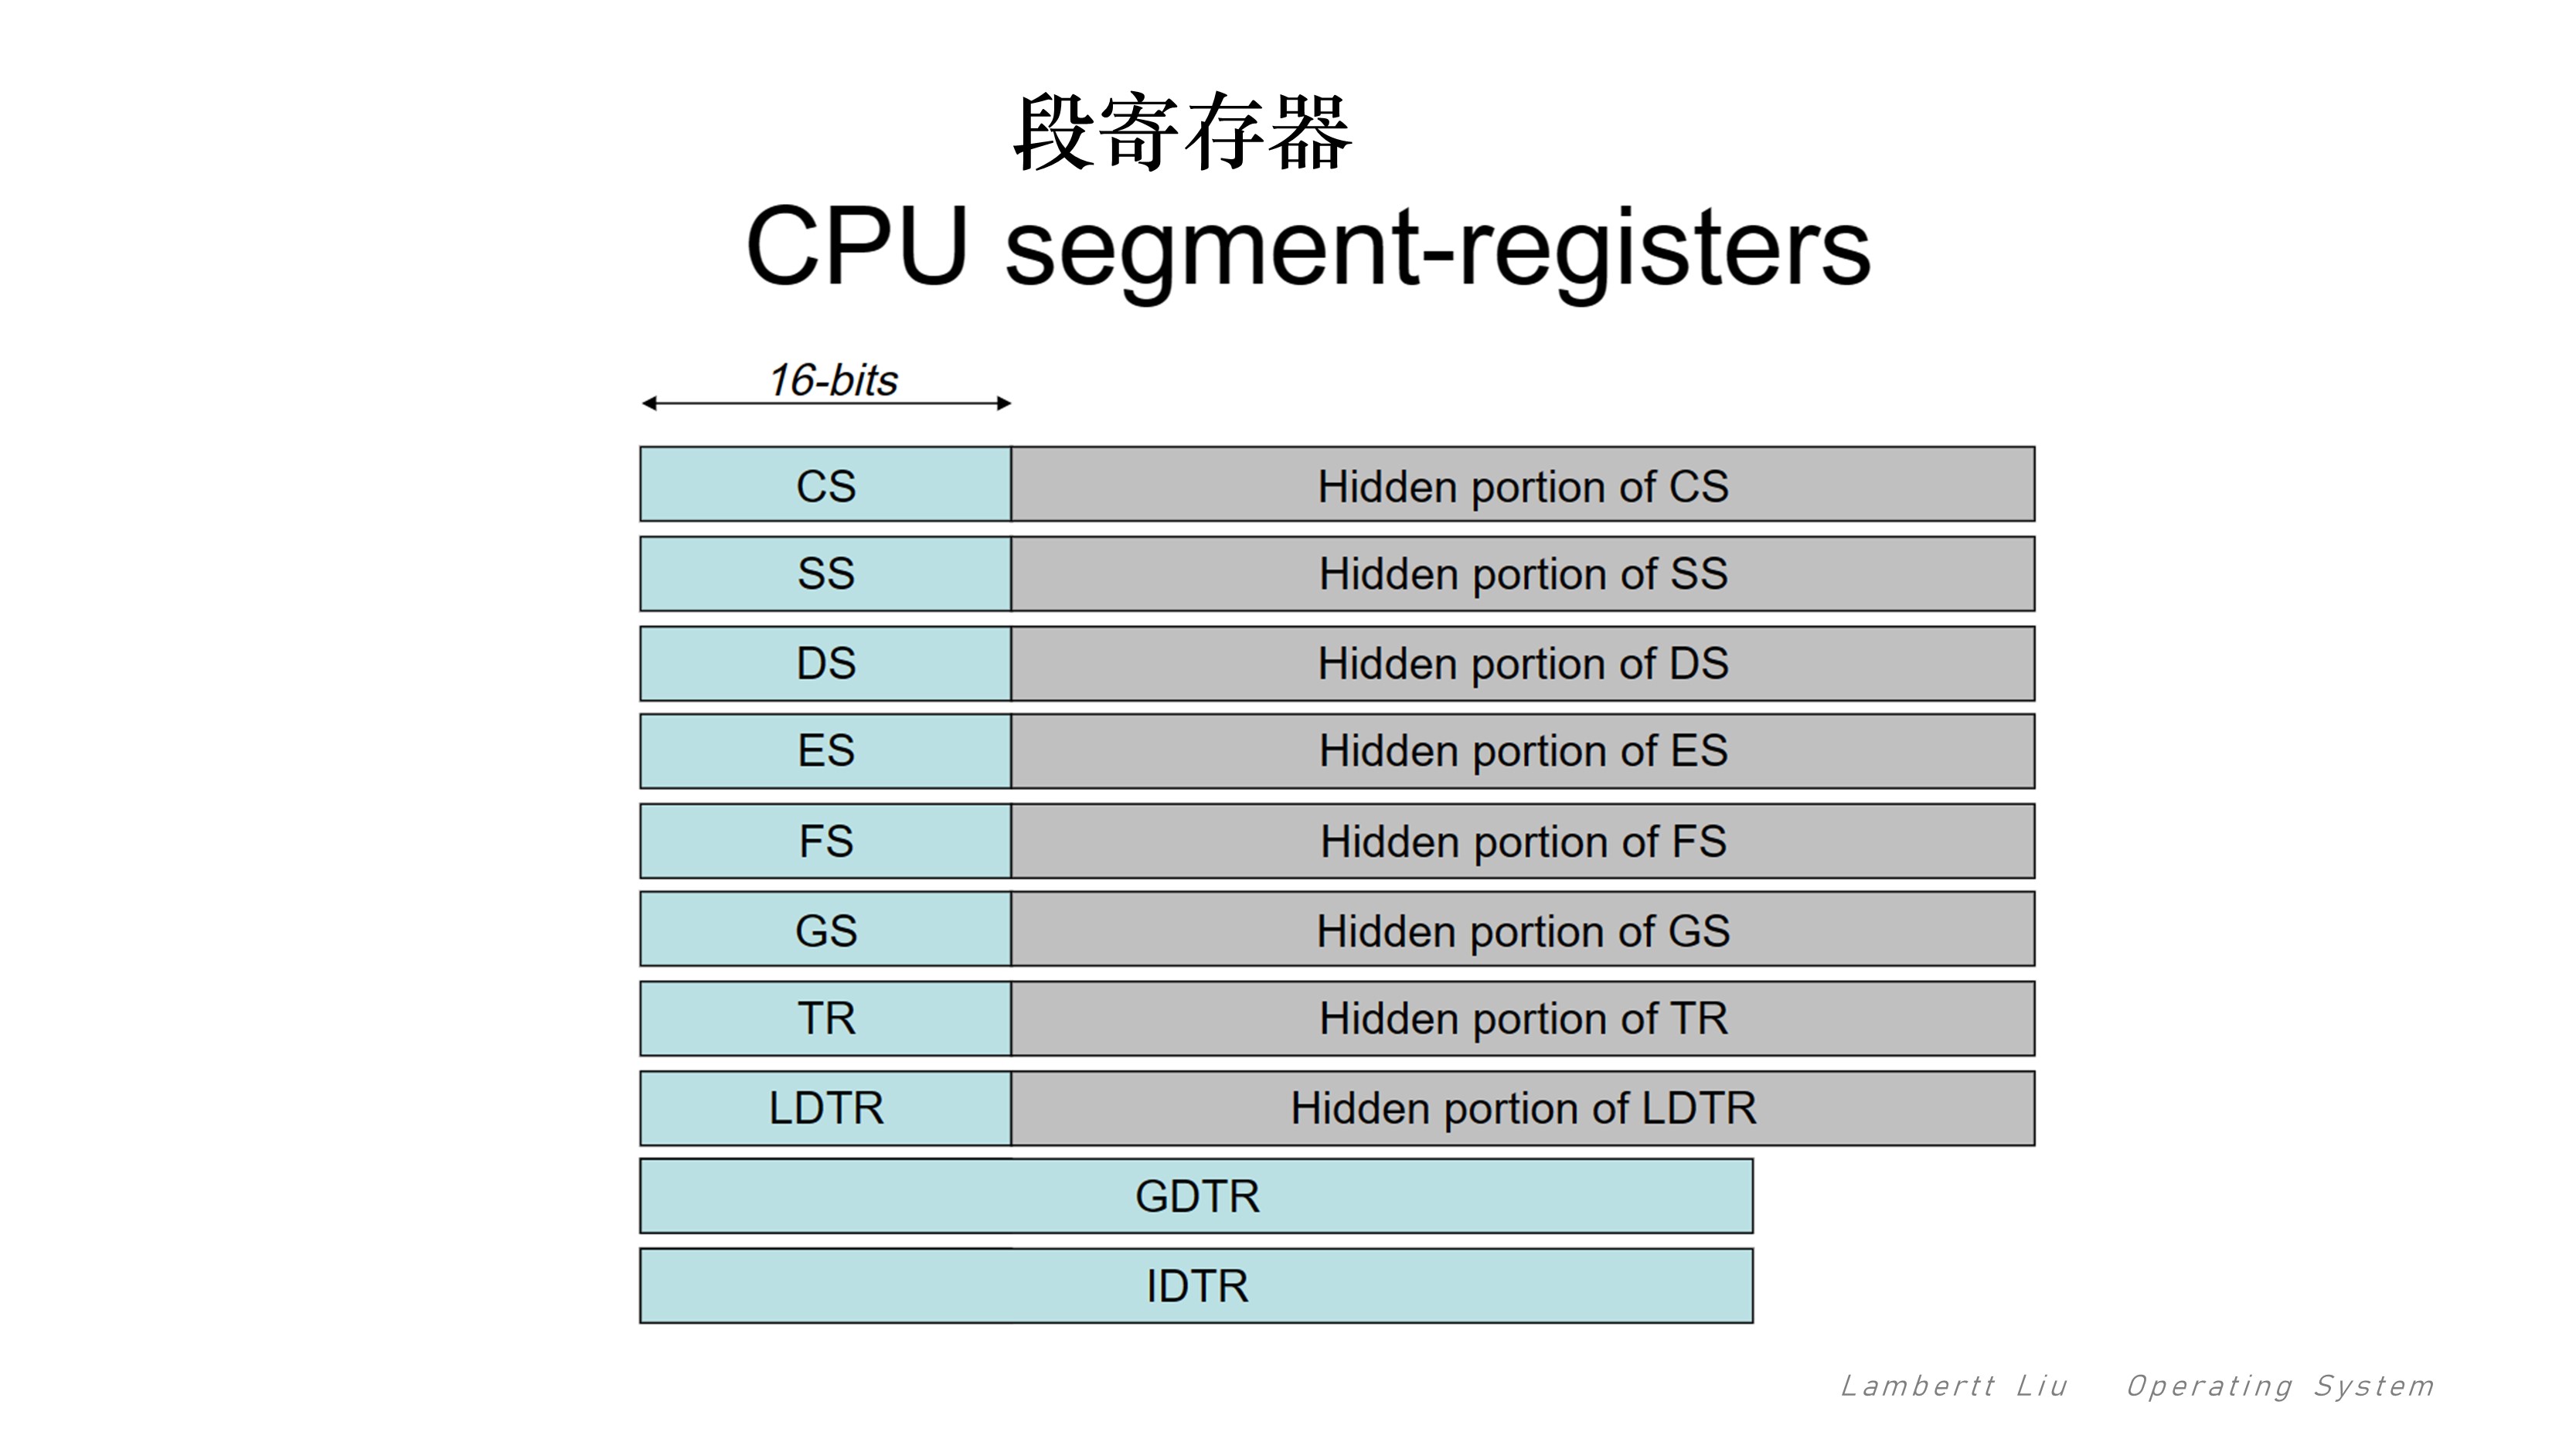 段寄存器
CPU segment-registers
16-bits
CS Hidden portion of CS
SS Hidden portion of SS
DS Hidden portion of DS
ES Hidden portion of ES
FS Hidden portion of FS
GS Hidden portion of GS
TR Hidden portion of TR
LDTR Hidden portion of LDTR
GDTR
IDTR
Lambertt Liu Operating System